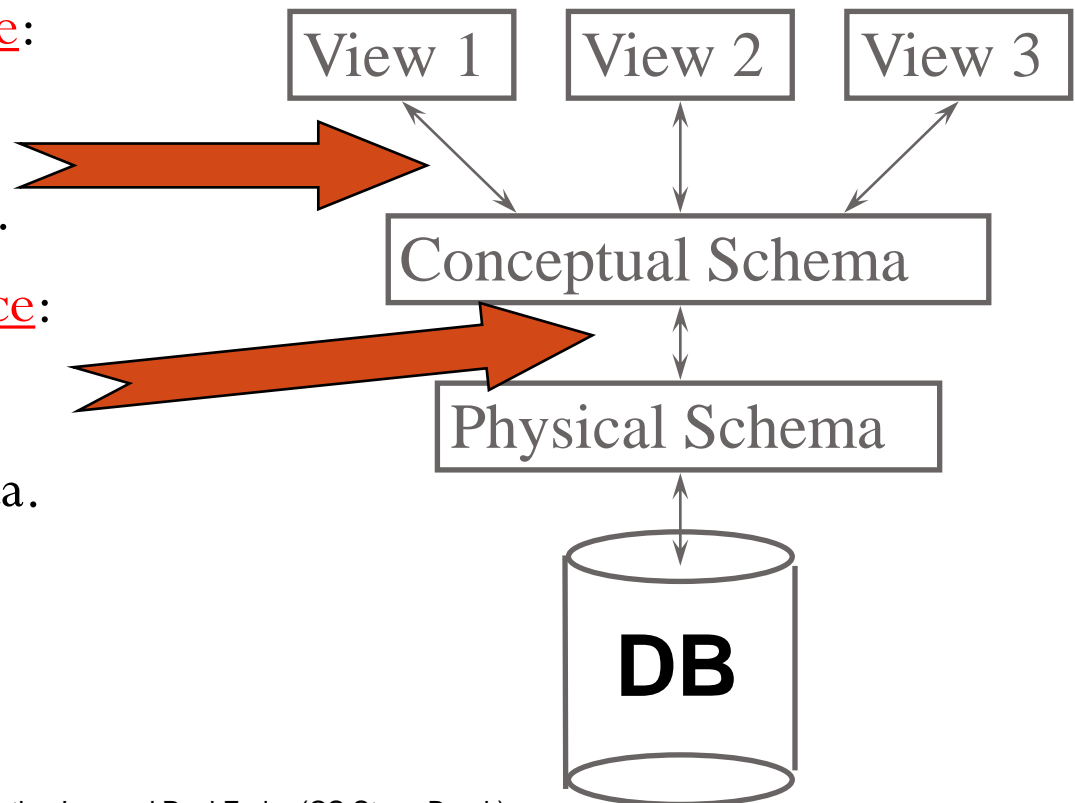 e:
View 1 View 2 View 3
.
Conceptual Schema
ce:
Physical Schema
a.
DB